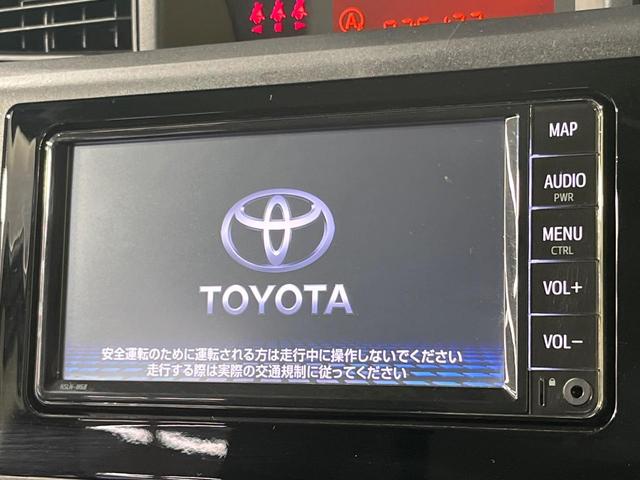 MAP
AUDIO
PWR
MENU
CTRL
VOL+
VOL-
TOYOTA
安全運転のために運転される方は走行中に操作しないでください
走行する際は実際の交通規制に従ってください
NSLN-W68